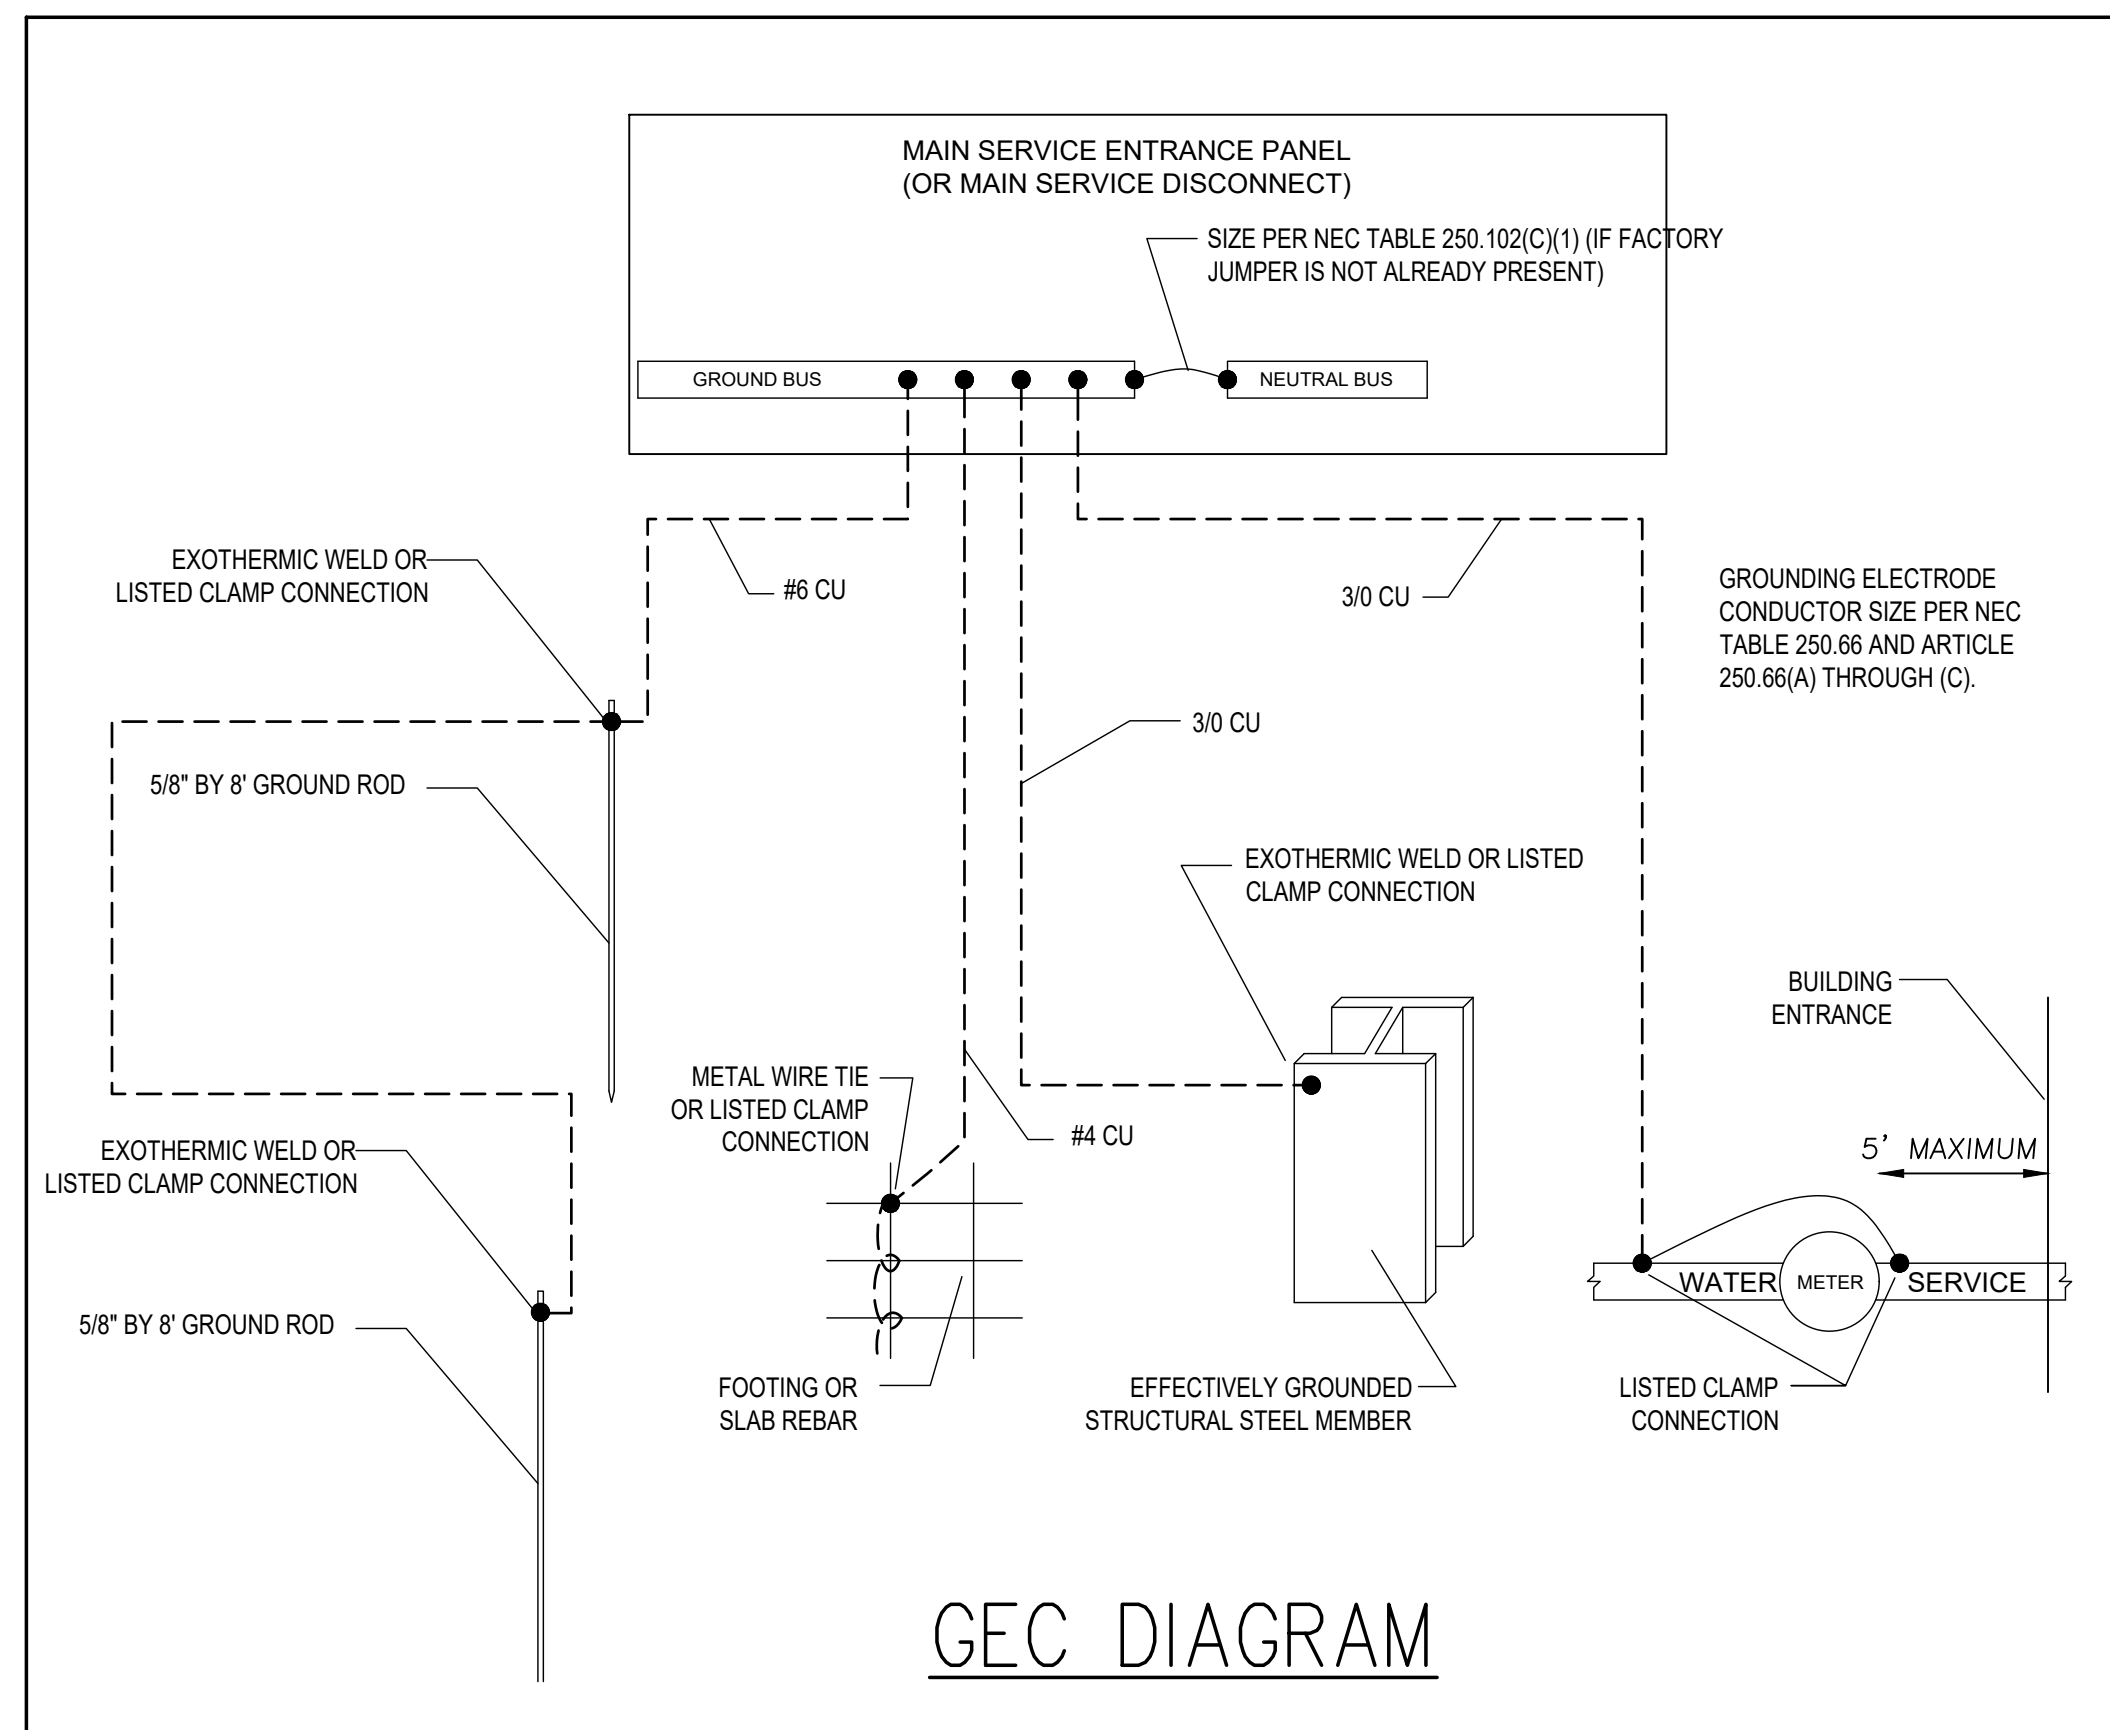 MAIN SERVICE ENTRANCE PANEL
(OR MAIN SERVICE DISCONNECT)
SIZE PER NEC TABLE 250.102(C)(1) (IF FACTORY
JUMPER IS NOT ALREADY PRESENT)
GROUND BUS
NEUTRAL BUS
EXOTHERMIC WELD OR
LISTED CLAMP CONNECTION
#6 CU
3/0 CU
GROUNDING ELECTRODE
CONDUCTOR SIZE PER NEC
TABLE 250.66 AND ARTICLE
250.66(A) THROUGH (C).
3/0 CU
5/8" BY 8' GROUND ROD
EXOTHERMIC WELD OR LISTED
CLAMP CONNECTION
BUILDING
ENTRANCE
METAL WIRE TIE
OR LISTED CLAMP
CONNECTION
#4 CU
5' MAXIMUM
EXOTHERMIC WELD OR
LISTED CLAMP CONNECTION
WATER
METER
SERVICE
5/8" BY 8' GROUND ROD
FOOTING OR
SLAB REBAR
EFFECTIVELY GROUNDED
STRUCTURAL STEEL MEMBER
LISTED CLAMP
CONNECTION
GEC DIAGRAM